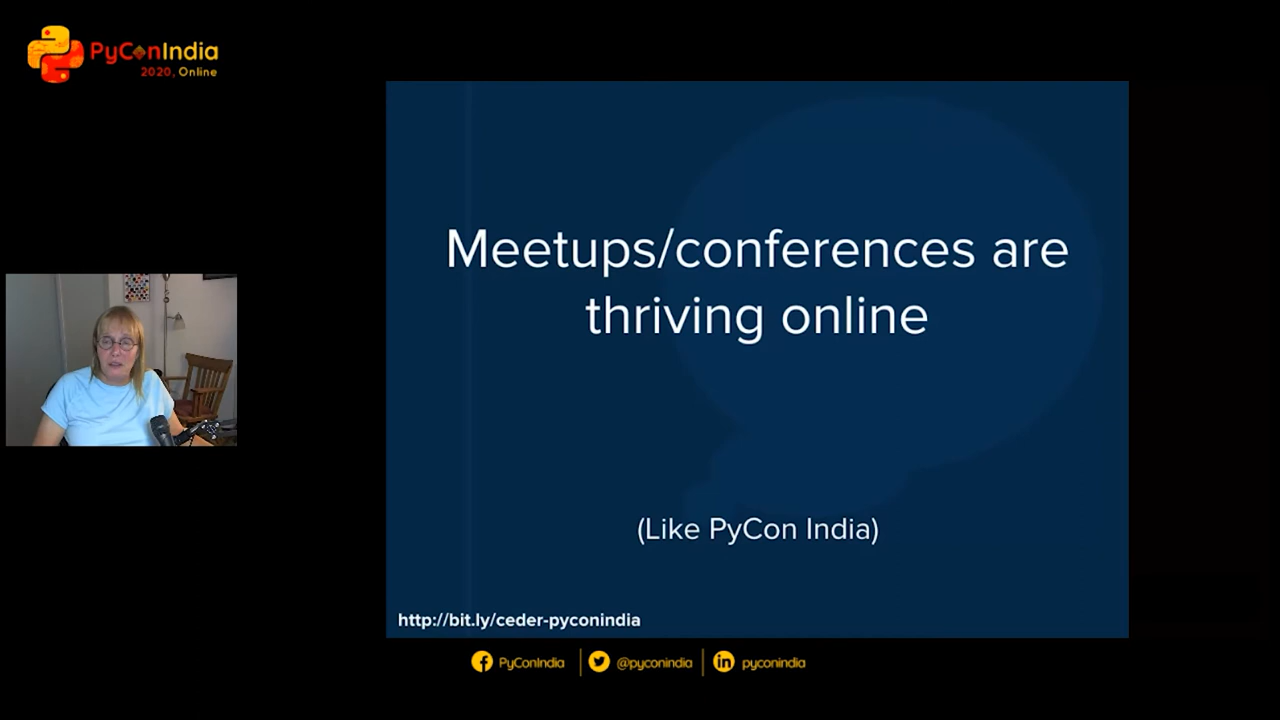 PyConIndia
2020, Online
Meetups/conferences are
thriving online
(Like PyCon India)
http://bit.ly/ceder-pyconindia
PyConIndia
@pyconindia
pyconindia